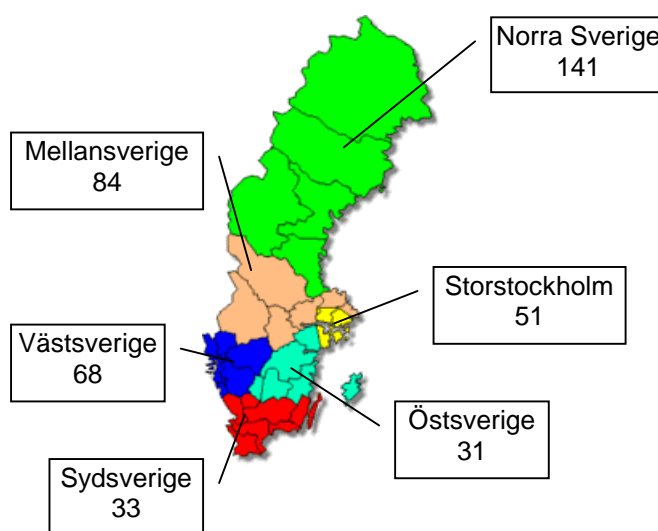 Norra Sverige
141
Mellansverige
84
Storstockholm
51
Västsverige
68
Östsverige
31
Sydsverige
33